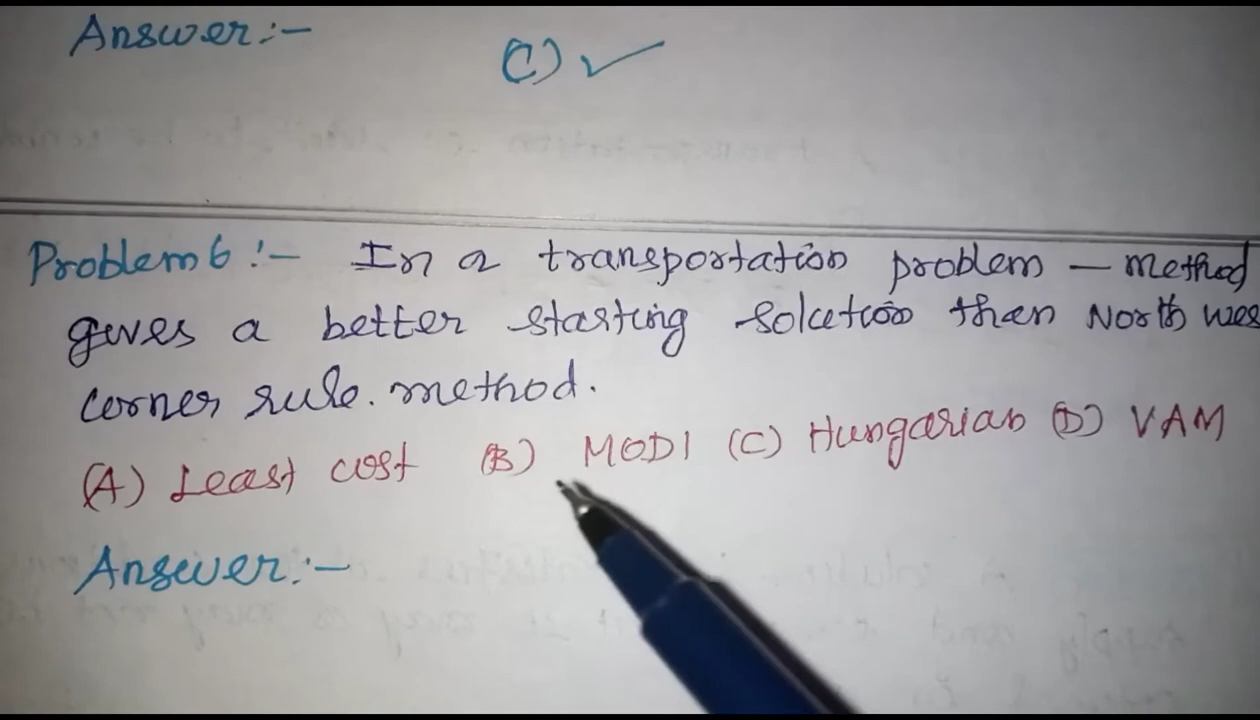 Answer:-
(C) ✓
Problem 6 :- In a transportation problem — method
gives a better starting solution than North wes
corner rule. method.
(A) Least cost (B) MODI (C) Hungarian (D) VAM
Answer:-